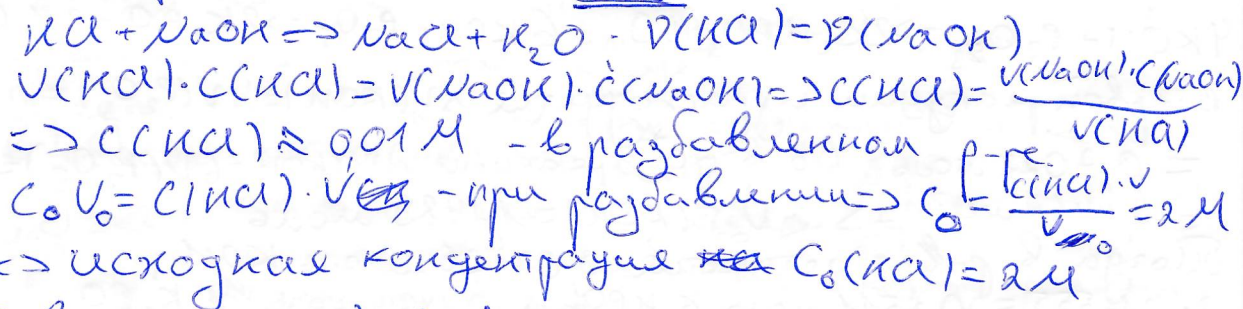 HCl + NaOH => NaCl + H₂O · ν(HCl) = ν(NaOH)
V(HCl)·C(HCl) = V(NaOH)·C(NaOH) => C(HCl) = V(NaOH)·C(NaOH) / V(HCl)
=> C(HCl) ≈ 0,01 М - в разбавленном р-ре.
C₀V₀ = C(HCl)·V - при разбавлении => C₀ = C(HCl)·V / V₀ = 2 М
=> исходная концентрация C₀(HCl) = 2 М